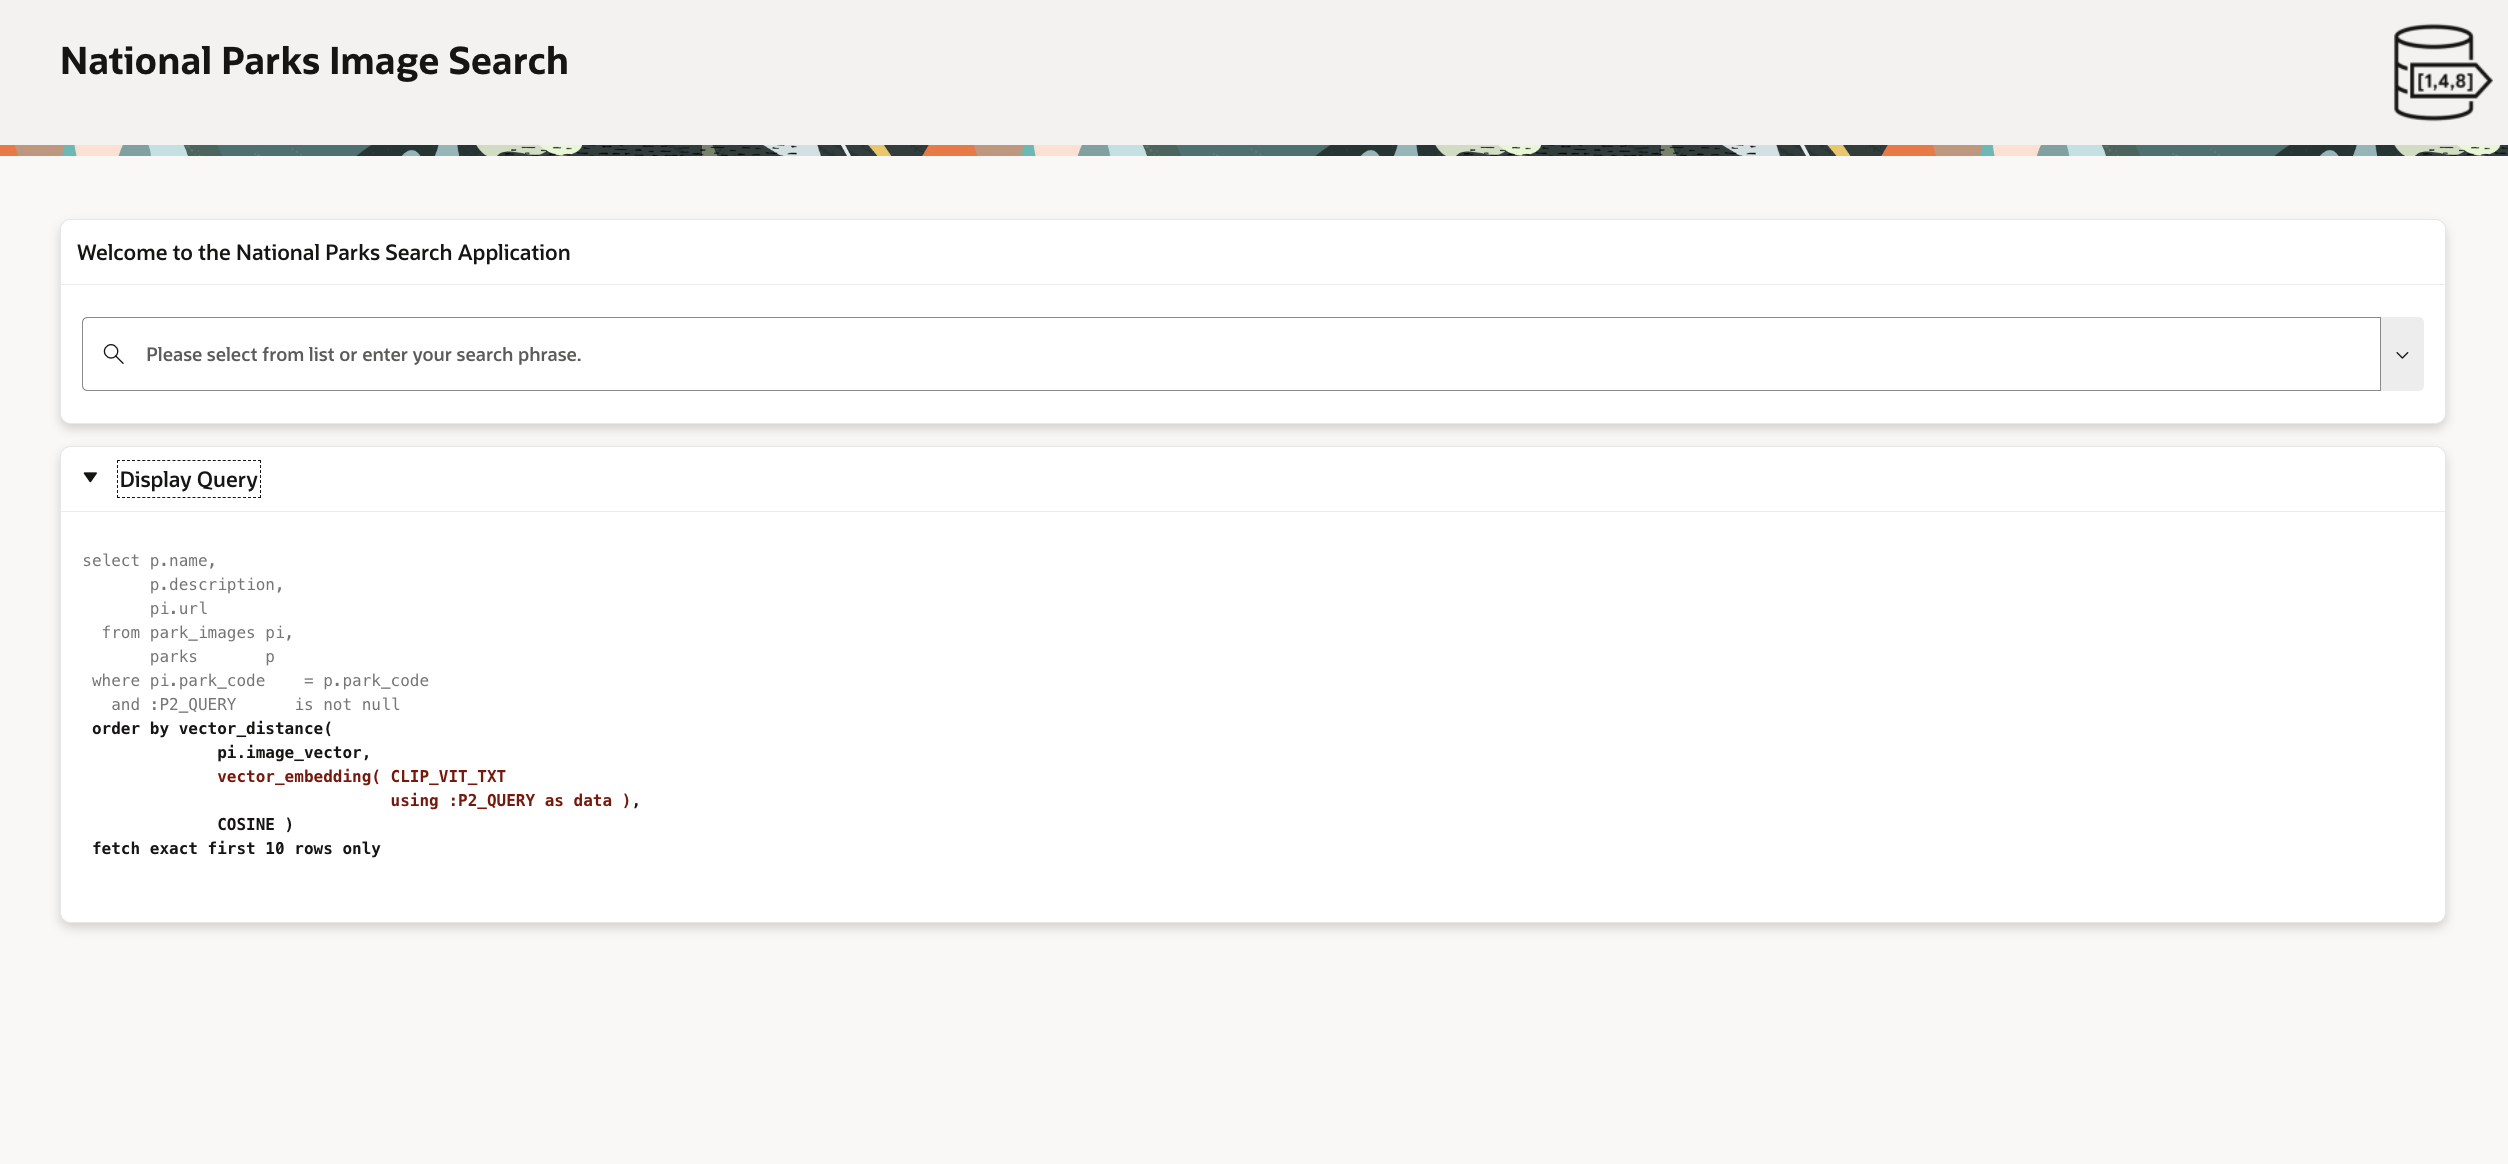 National Parks Image Search
[1,4,8]
Welcome to the National Parks Search Application
Please select from list or enter your search phrase.
Display Query
select p.name,
       p.description,
       pi.url
  from park_images pi,
       parks       p
 where pi.park_code    = p.park_code
   and :P2_QUERY      is not null
 order by vector_distance(
              pi.image_vector,
              vector_embedding( CLIP_VIT_TXT
                                using :P2_QUERY as data ),
              COSINE )
 fetch exact first 10 rows only